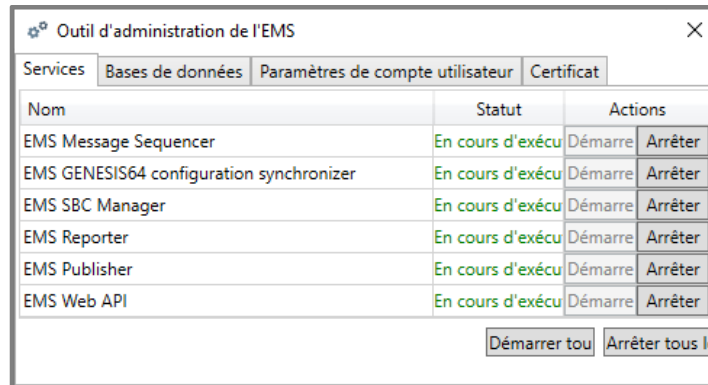 Outil d'administration de l'EMS
Services Bases de données Paramètres de compte utilisateur Certificat
Nom Statut Actions
EMS Message Sequencer En cours d'exécu Démarre Arrêter
EMS GENESIS64 configuration synchronizer En cours d'exécu Démarre Arrêter
EMS SBC Manager En cours d'exécu Démarre Arrêter
EMS Reporter En cours d'exécu Démarre Arrêter
EMS Publisher En cours d'exécu Démarre Arrêter
EMS Web API En cours d'exécu Démarre Arrêter
Démarrer tou Arrêter tous l